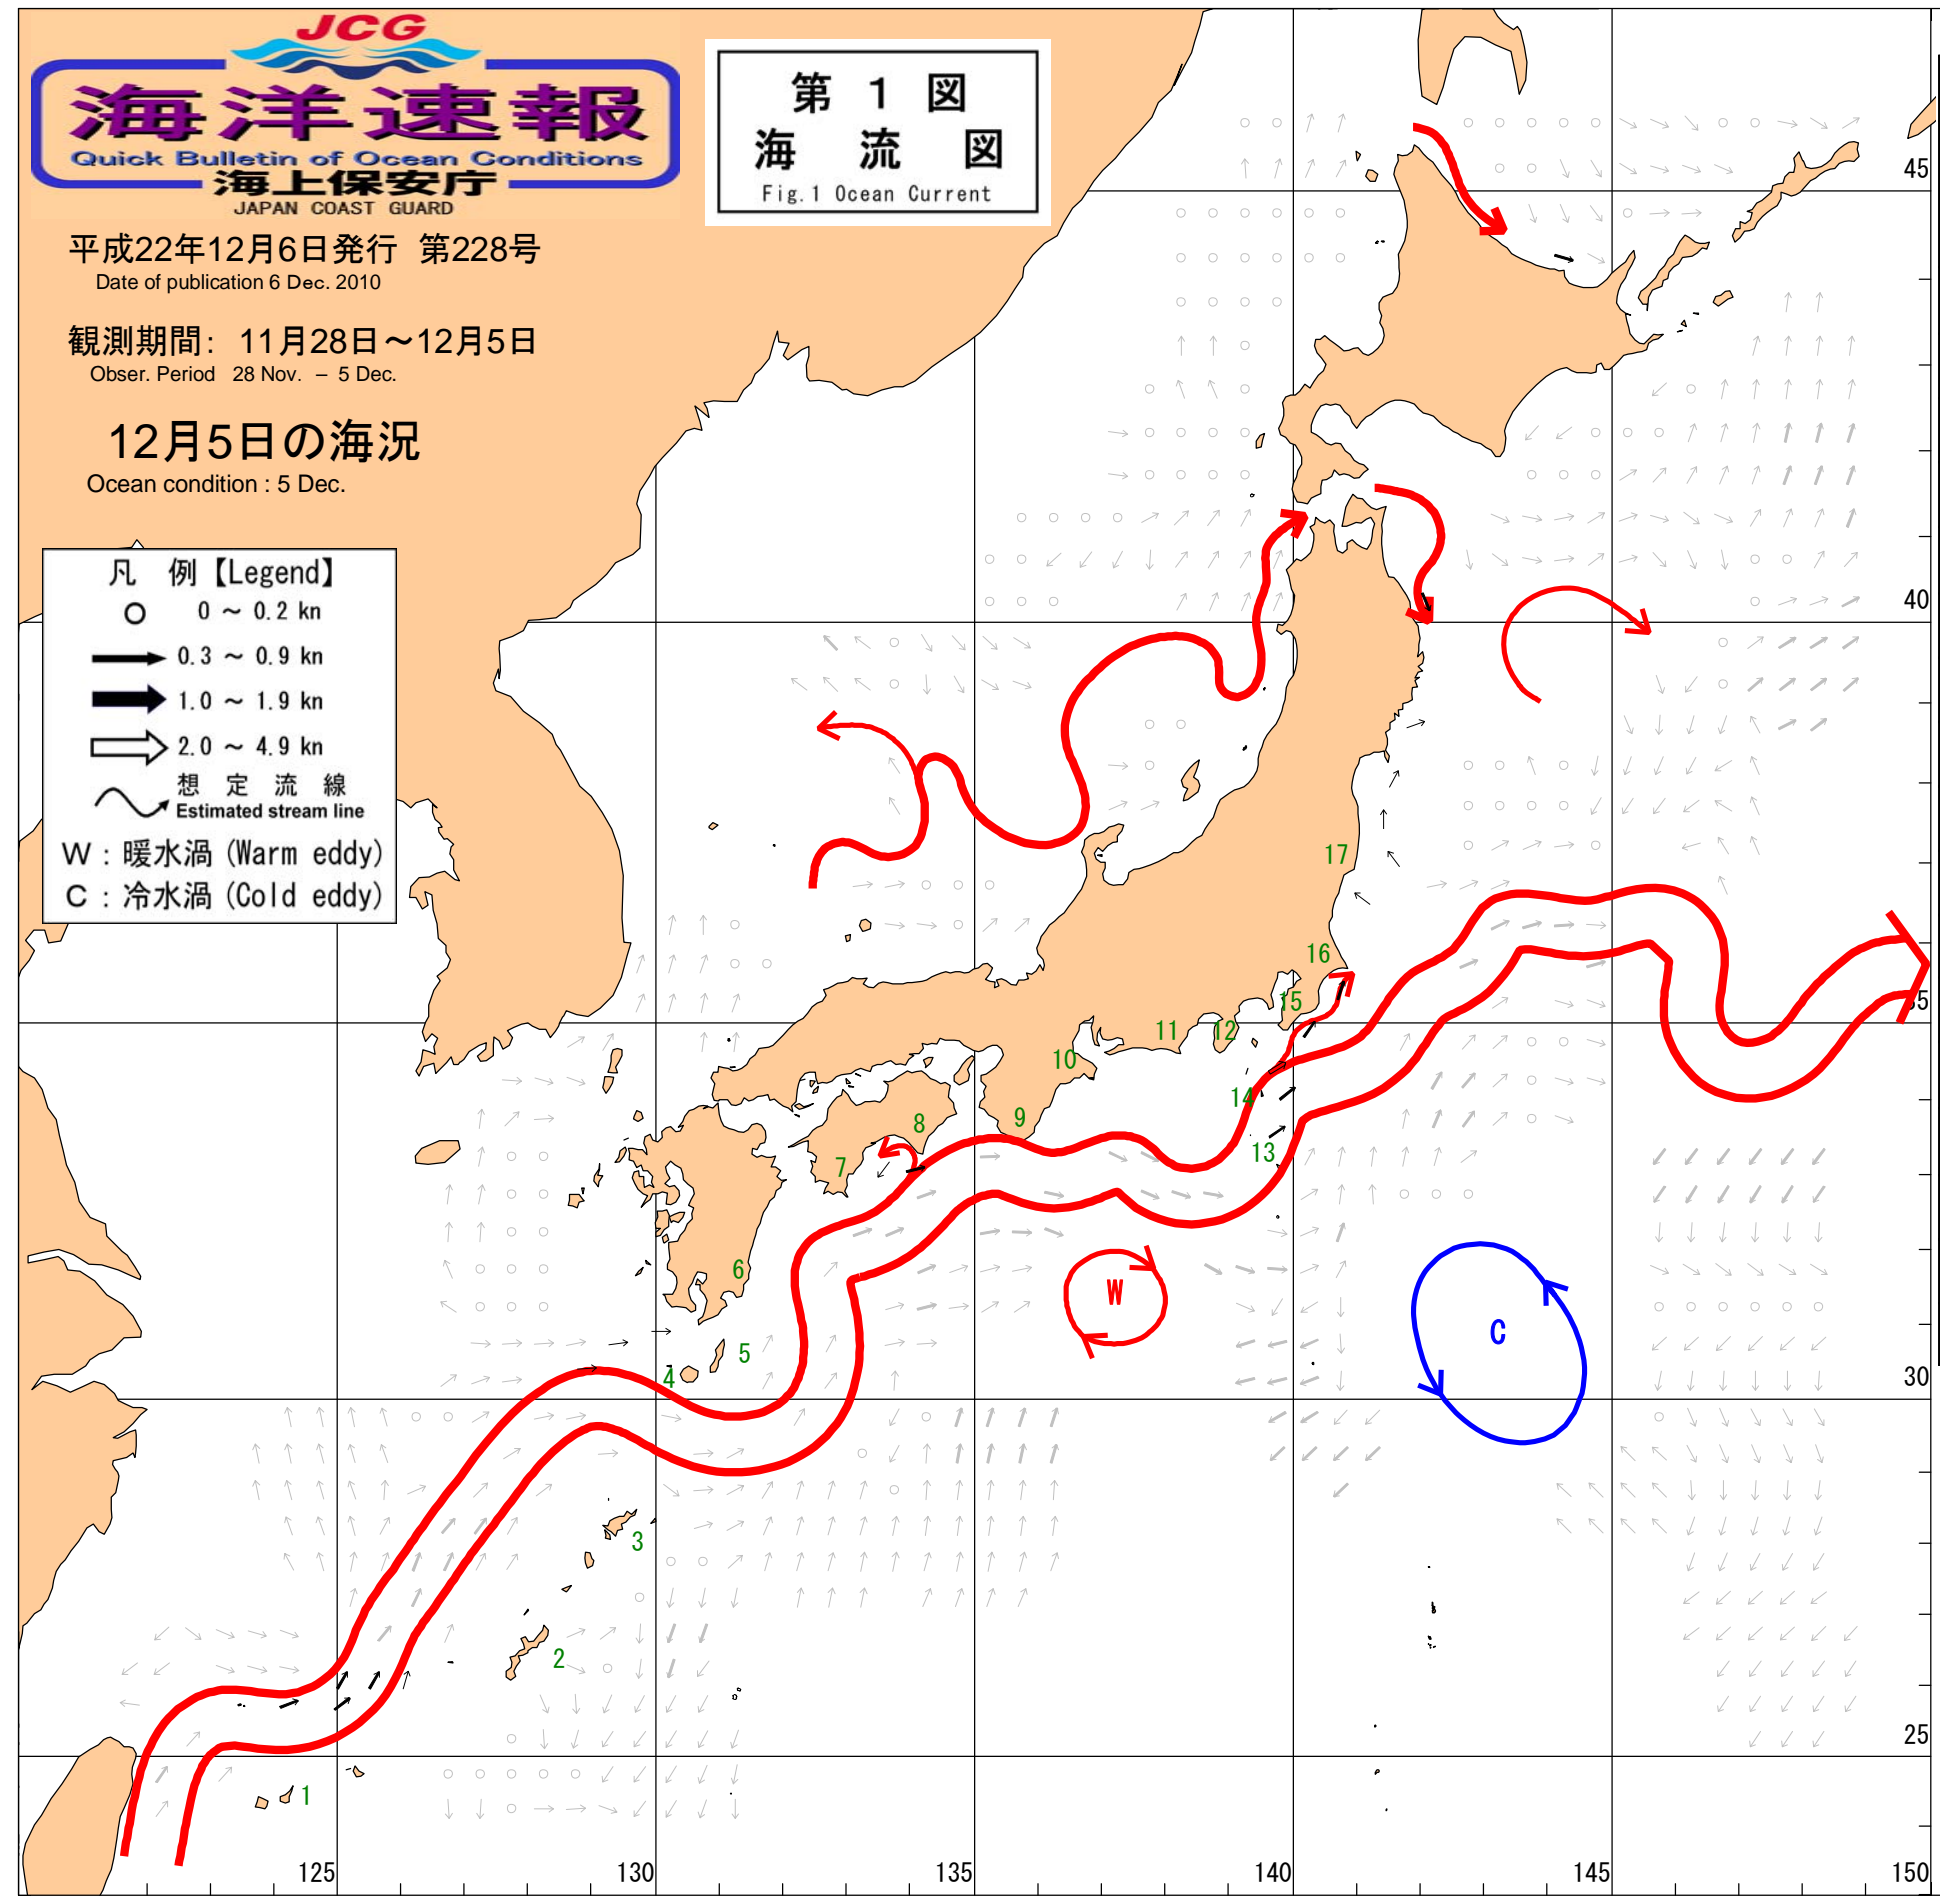 JCG
海洋速報
Quick Bulletin of Ocean Conditions
海上保安庁
JAPAN COAST GUARD
第 1 図
海 流 図
Fig.1 Ocean Current
平成22年12月6日発行 第228号
Date of publication 6 Dec. 2010
観測期間: 11月28日～12月5日
Obser. Period 28 Nov. – 5 Dec.
12月5日の海況
Ocean condition : 5 Dec.
凡 例【Legend】
0 ～ 0.2 kn
0.3 ～ 0.9 kn
1.0 ～ 1.9 kn
2.0 ～ 4.9 kn
想 定 流 線
Estimated stream line
W : 暖水渦 (Warm eddy)
C : 冷水渦 (Cold eddy)
45
40
17
16
15
35
11
12
10
14
9
8
13
7
6
W
C
5
4
30
3
2
25
1
125
130
135
140
145
150